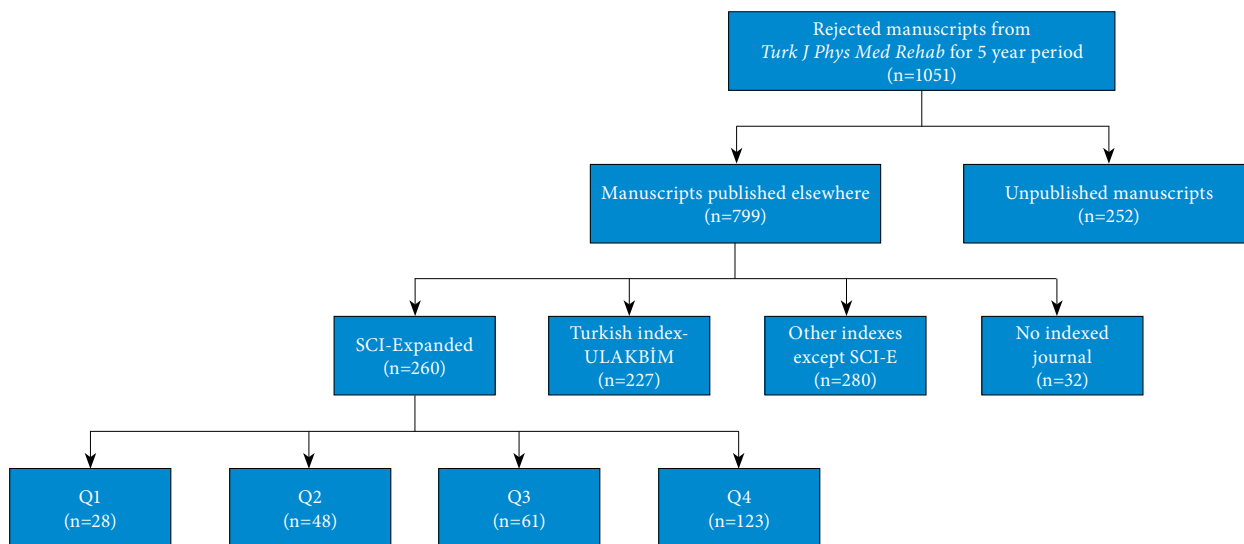 Rejected manuscripts from
Turk J Phys Med Rehab for 5 year period
(n=1051)
Manuscripts published elsewhere
(n=799)
Unpublished manuscripts
(n=252)
SCI-Expanded
(n=260)
Turkish index-
ULAKBİM
(n=227)
Other indexes
except SCI-E
(n=280)
No indexed
journal
(n=32)
Q1
(n=28)
Q2
(n=48)
Q3
(n=61)
Q4
(n=123)